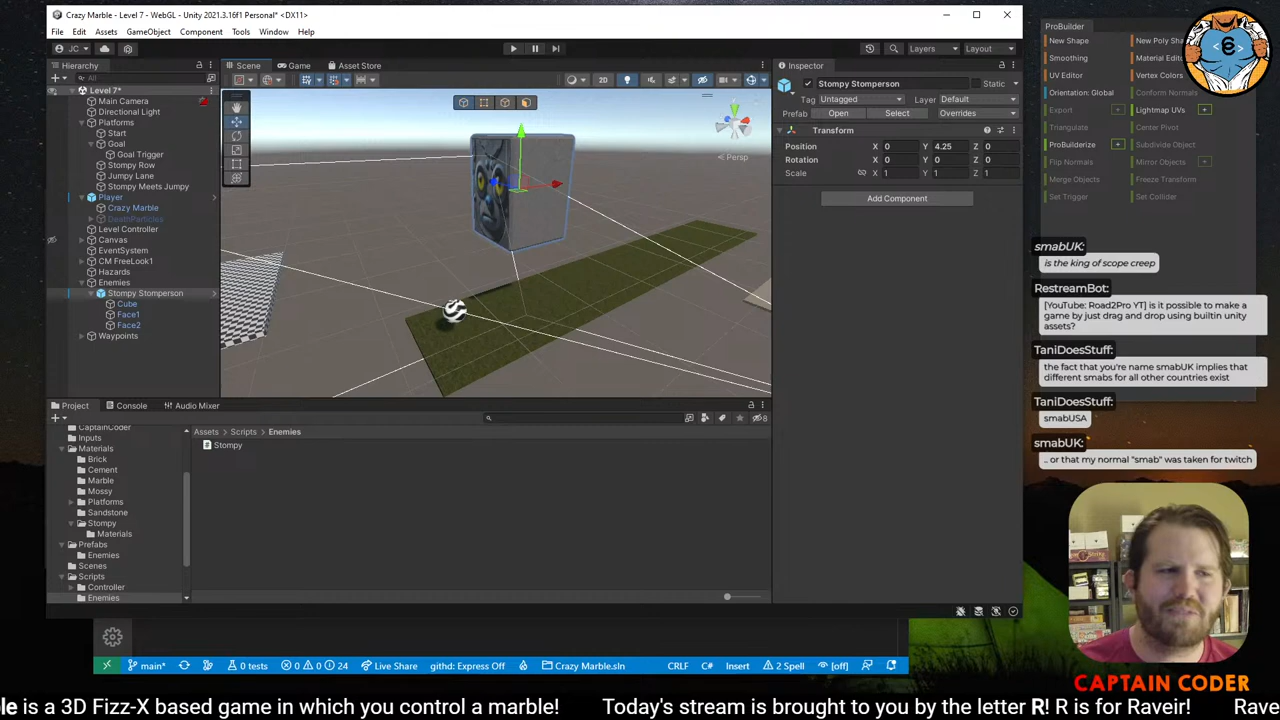 Crazy Marble - Level 7 - WebGL - Unity 2021.3.16f1 Personal* <DX11>
File Edit Assets GameObject Component Tools Window Help
JC
Layers
Layout
Hierarchy
All
Level 7*
Main Camera
Directional Light
Platforms
Start
Goal
Goal Trigger
Stompy Row
Jumpy Lane
Stompy Meets Jumpy
Player
Crazy Marble
DeathParticles
Level Controller
Canvas
EventSystem
CM FreeLook1
Hazards
Enemies
Stompy Stomperson
Cube
Face1
Face2
Waypoints
Scene Game Asset Store
2D
Persp
Inspector
Stompy Stomperson
Static
Tag Untagged Layer Default
Prefab Open Select Overrides
Transform
Position X 0 Y 4.25 Z 0
Rotation X 0 Y 0 Z 0
Scale X 1 Y 1 Z 1
Add Component
Project Console Audio Mixer
8
CaptainCoder
Inputs
Materials
Brick
Cement
Marble
Mossy
Platforms
Sandstone
Stompy
Materials
Prefabs
Enemies
Scenes
Scripts
Controller
Enemies
Assets > Scripts > Enemies
Stompy
ProBuilder
New Shape New Poly Shape
Smoothing Material Editor
UV Editor Vertex Colors
Orientation: Global Conform Normals
Export Lightmap UVs
Triangulate Center Pivot
ProBuilderize Subdivide Object
Flip Normals Mirror Objects
Merge Objects Freeze Transform
Set Trigger Set Collider
smabUK:
is the king of scope creep
RestreamBot:
[YouTube: Road2Pro YT] is it possible to make a
game by just drag and drop using builtin unity
assets?
TaniDoesStuff:
the fact that you're name smabUK implies that
different smabs for all other countries exist
TaniDoesStuff:
smabUSA
smabUK:
.. or that my normal "smab" was taken for twitch
main* 0 tests 0 0 24 Live Share githd: Express Off Crazy Marble.sln CRLF C# Insert 2 Spell [off]
CAPTAIN CODER
le is a 3D Fizz-X based game in which you control a marble! Today's stream is brought to you by the letter R! R is for Raveir! Rave